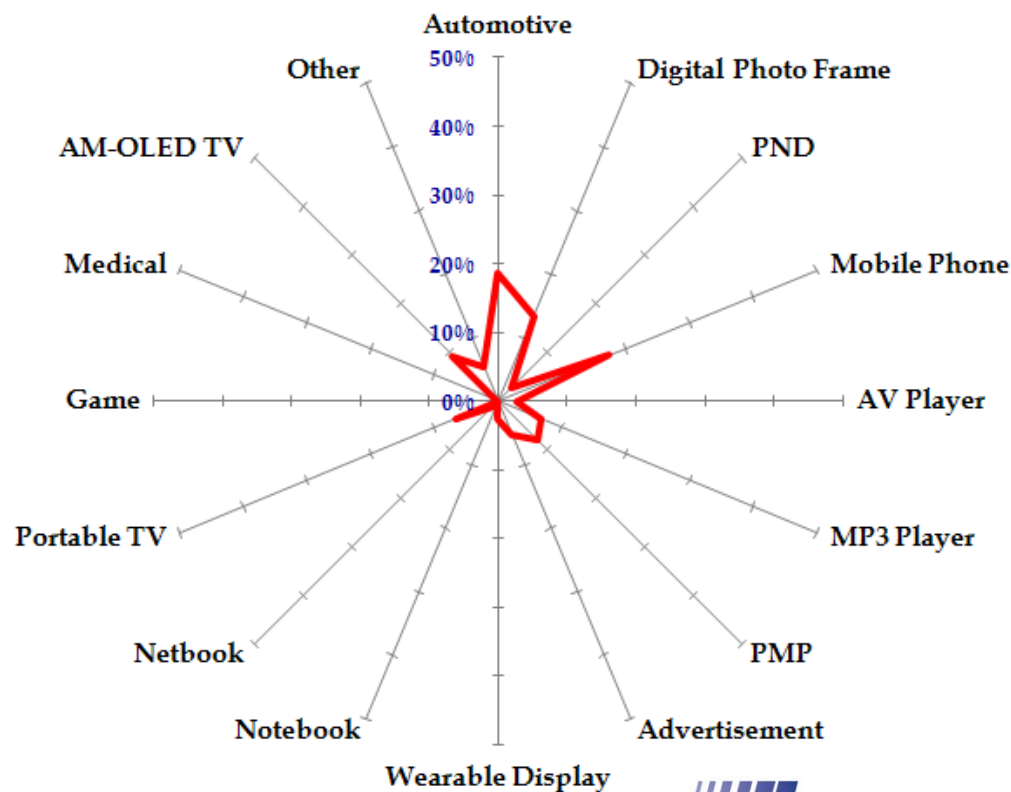 Automotive
50%
Other
Digital Photo Frame
40%
AM-OLED TV
PND
30%
Medical
20%
Mobile Phone
10%
Game
0%
AV Player
Portable TV
MP3 Player
Netbook
PMP
Notebook
Advertisement
Wearable Display